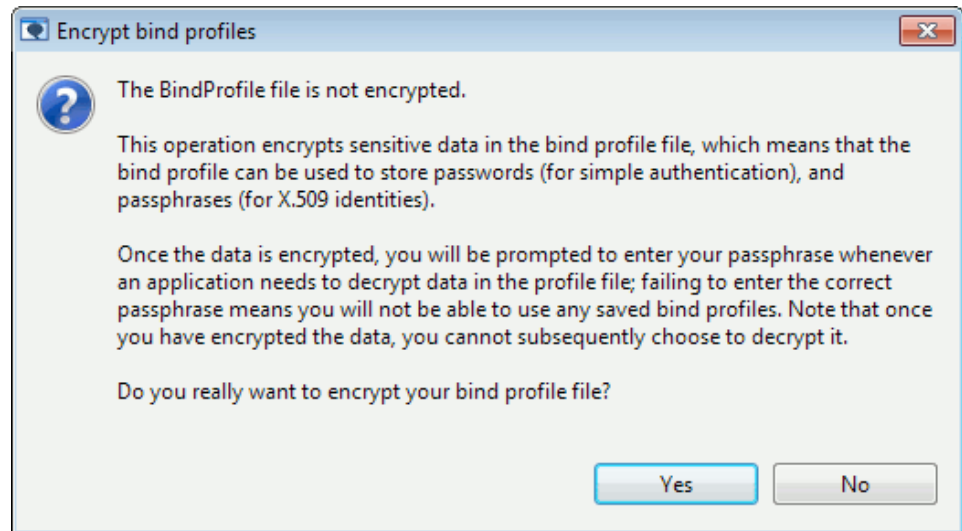 Encrypt bind profiles
The BindProfile file is not encrypted.
This operation encrypts sensitive data in the bind profile file, which means that the
bind profile can be used to store passwords (for simple authentication), and
passphrases (for X.509 identities).
Once the data is encrypted, you will be prompted to enter your passphrase whenever
an application needs to decrypt data in the profile file; failing to enter the correct
passphrase means you will not be able to use any saved bind profiles. Note that once
you have encrypted the data, you cannot subsequently choose to decrypt it.
Do you really want to encrypt your bind profile file?
Yes No